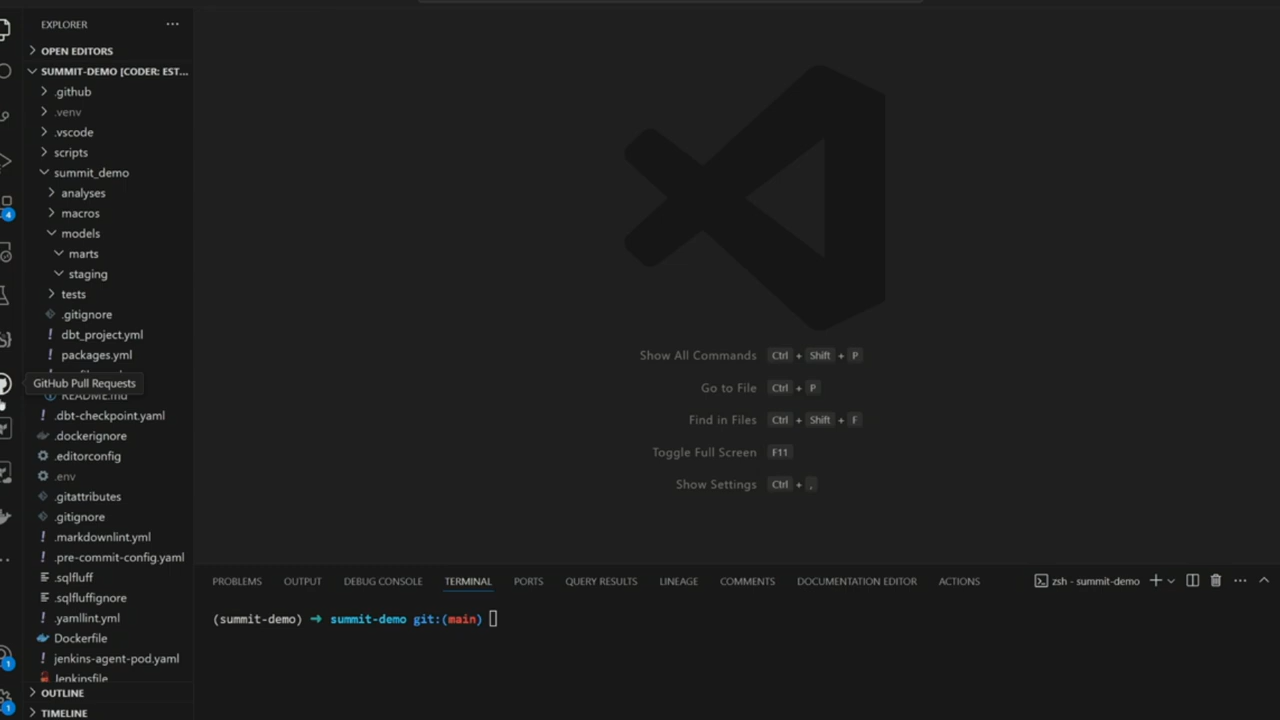 EXPLORER
OPEN EDITORS
SUMMIT-DEMO [CODER: EST...
.github
.venv
.vscode
scripts
summit_demo
analyses
macros
models
marts
staging
tests
.gitignore
dbt_project.yml
packages.yml
GitHub Pull Requests
README.md
.dbt-checkpoint.yaml
.dockerignore
.editorconfig
.env
.gitattributes
.gitignore
.markdownlint.yml
.pre-commit-config.yaml
.sqlfluff
.sqlfluffignore
.yamllint.yml
Dockerfile
jenkins-agent-pod.yaml
Jenkinsfile
OUTLINE
TIMELINE
4
1
1
Show All Commands Ctrl + Shift + P
Go to File Ctrl + P
Find in Files Ctrl + Shift + F
Toggle Full Screen F11
Show Settings Ctrl + ,
PROBLEMS OUTPUT DEBUG CONSOLE TERMINAL PORTS QUERY RESULTS LINEAGE COMMENTS DOCUMENTATION EDITOR ACTIONS zsh - summit-demo
(summit-demo) ➜ summit-demo git:(main)